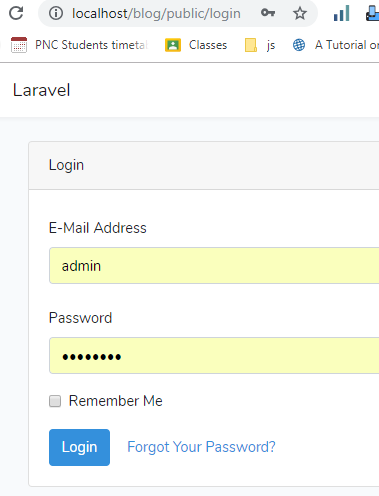 localhost/blog/public/login
PNC Students timetal Classes js A Tutorial o
Laravel
Login
E-Mail Address
admin
Password
Remember Me
Login Forgot Your Password?